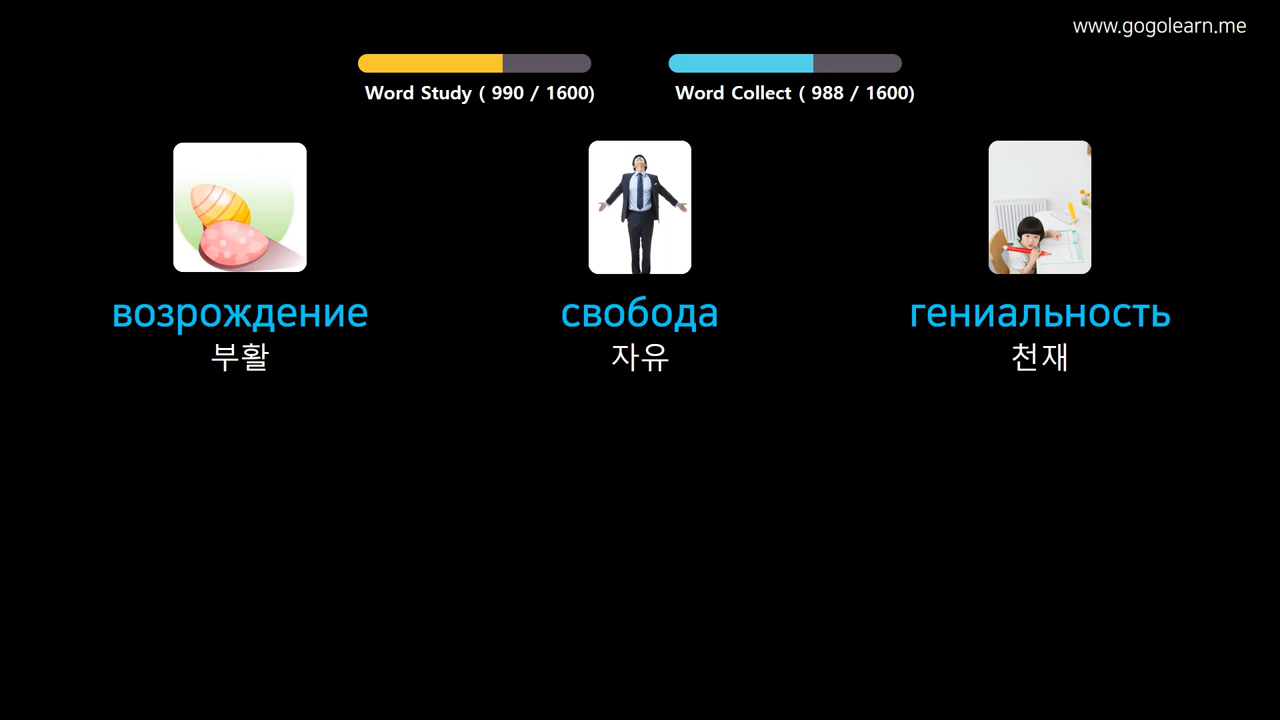 www.gogolearn.me
Word Study ( 990 / 1600)
Word Collect ( 988 / 1600)
возрождение
свобода
гениальность
부활
자유
천재